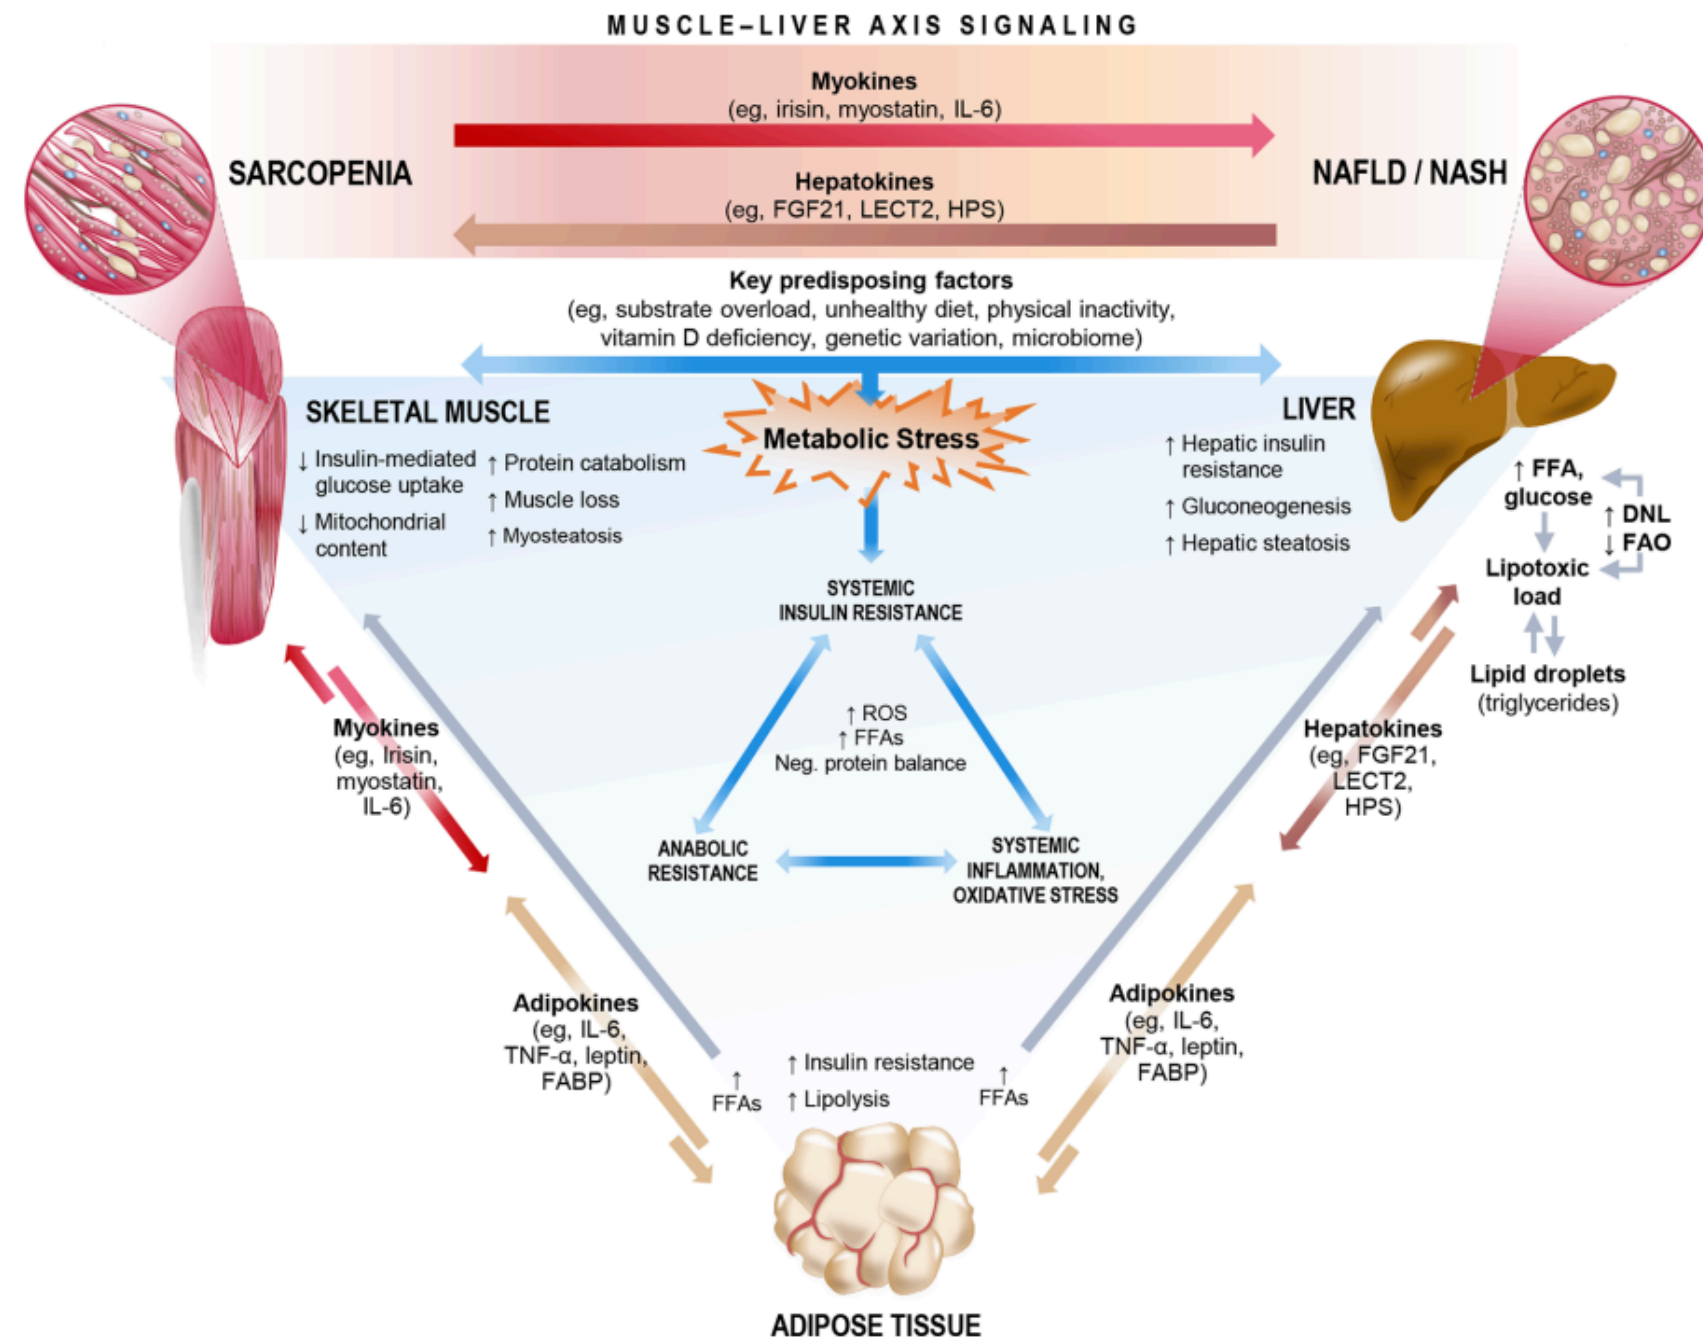 MUSCLE–LIVER AXIS SIGNALING
Myokines
(eg, irisin, myostatin, IL-6)
SARCOPENIA
NAFLD / NASH
Hepatokines
(eg, FGF21, LECT2, HPS)
Key predisposing factors
(eg, substrate overload, unhealthy diet, physical inactivity,
vitamin D deficiency, genetic variation, microbiome)
Metabolic Stress
SKELETAL MUSCLE
↓ Insulin-mediated
glucose uptake
↓ Mitochondrial
content
↑ Protein catabolism
↑ Muscle loss
↑ Myosteatosis
LIVER
↑ Hepatic insulin
resistance
↑ Gluconeogenesis
↑ Hepatic steatosis
↑ FFA,
glucose
↑ DNL
↓ FAO
Lipotoxic
load
Lipid droplets
(triglycerides)
SYSTEMIC
INSULIN RESISTANCE
↑ ROS
↑ FFAs
Neg. protein balance
ANABOLIC
RESISTANCE
SYSTEMIC
INFLAMMATION,
OXIDATIVE STRESS
Myokines
(eg, Irisin,
myostatin,
IL-6)
Hepatokines
(eg, FGF21,
LECT2,
HPS)
Adipokines
(eg, IL-6,
TNF-α, leptin,
FABP)
Adipokines
(eg, IL-6,
TNF-α, leptin,
FABP)
↑
FFAs
↑ Insulin resistance
↑ Lipolysis
↑
FFAs
ADIPOSE TISSUE